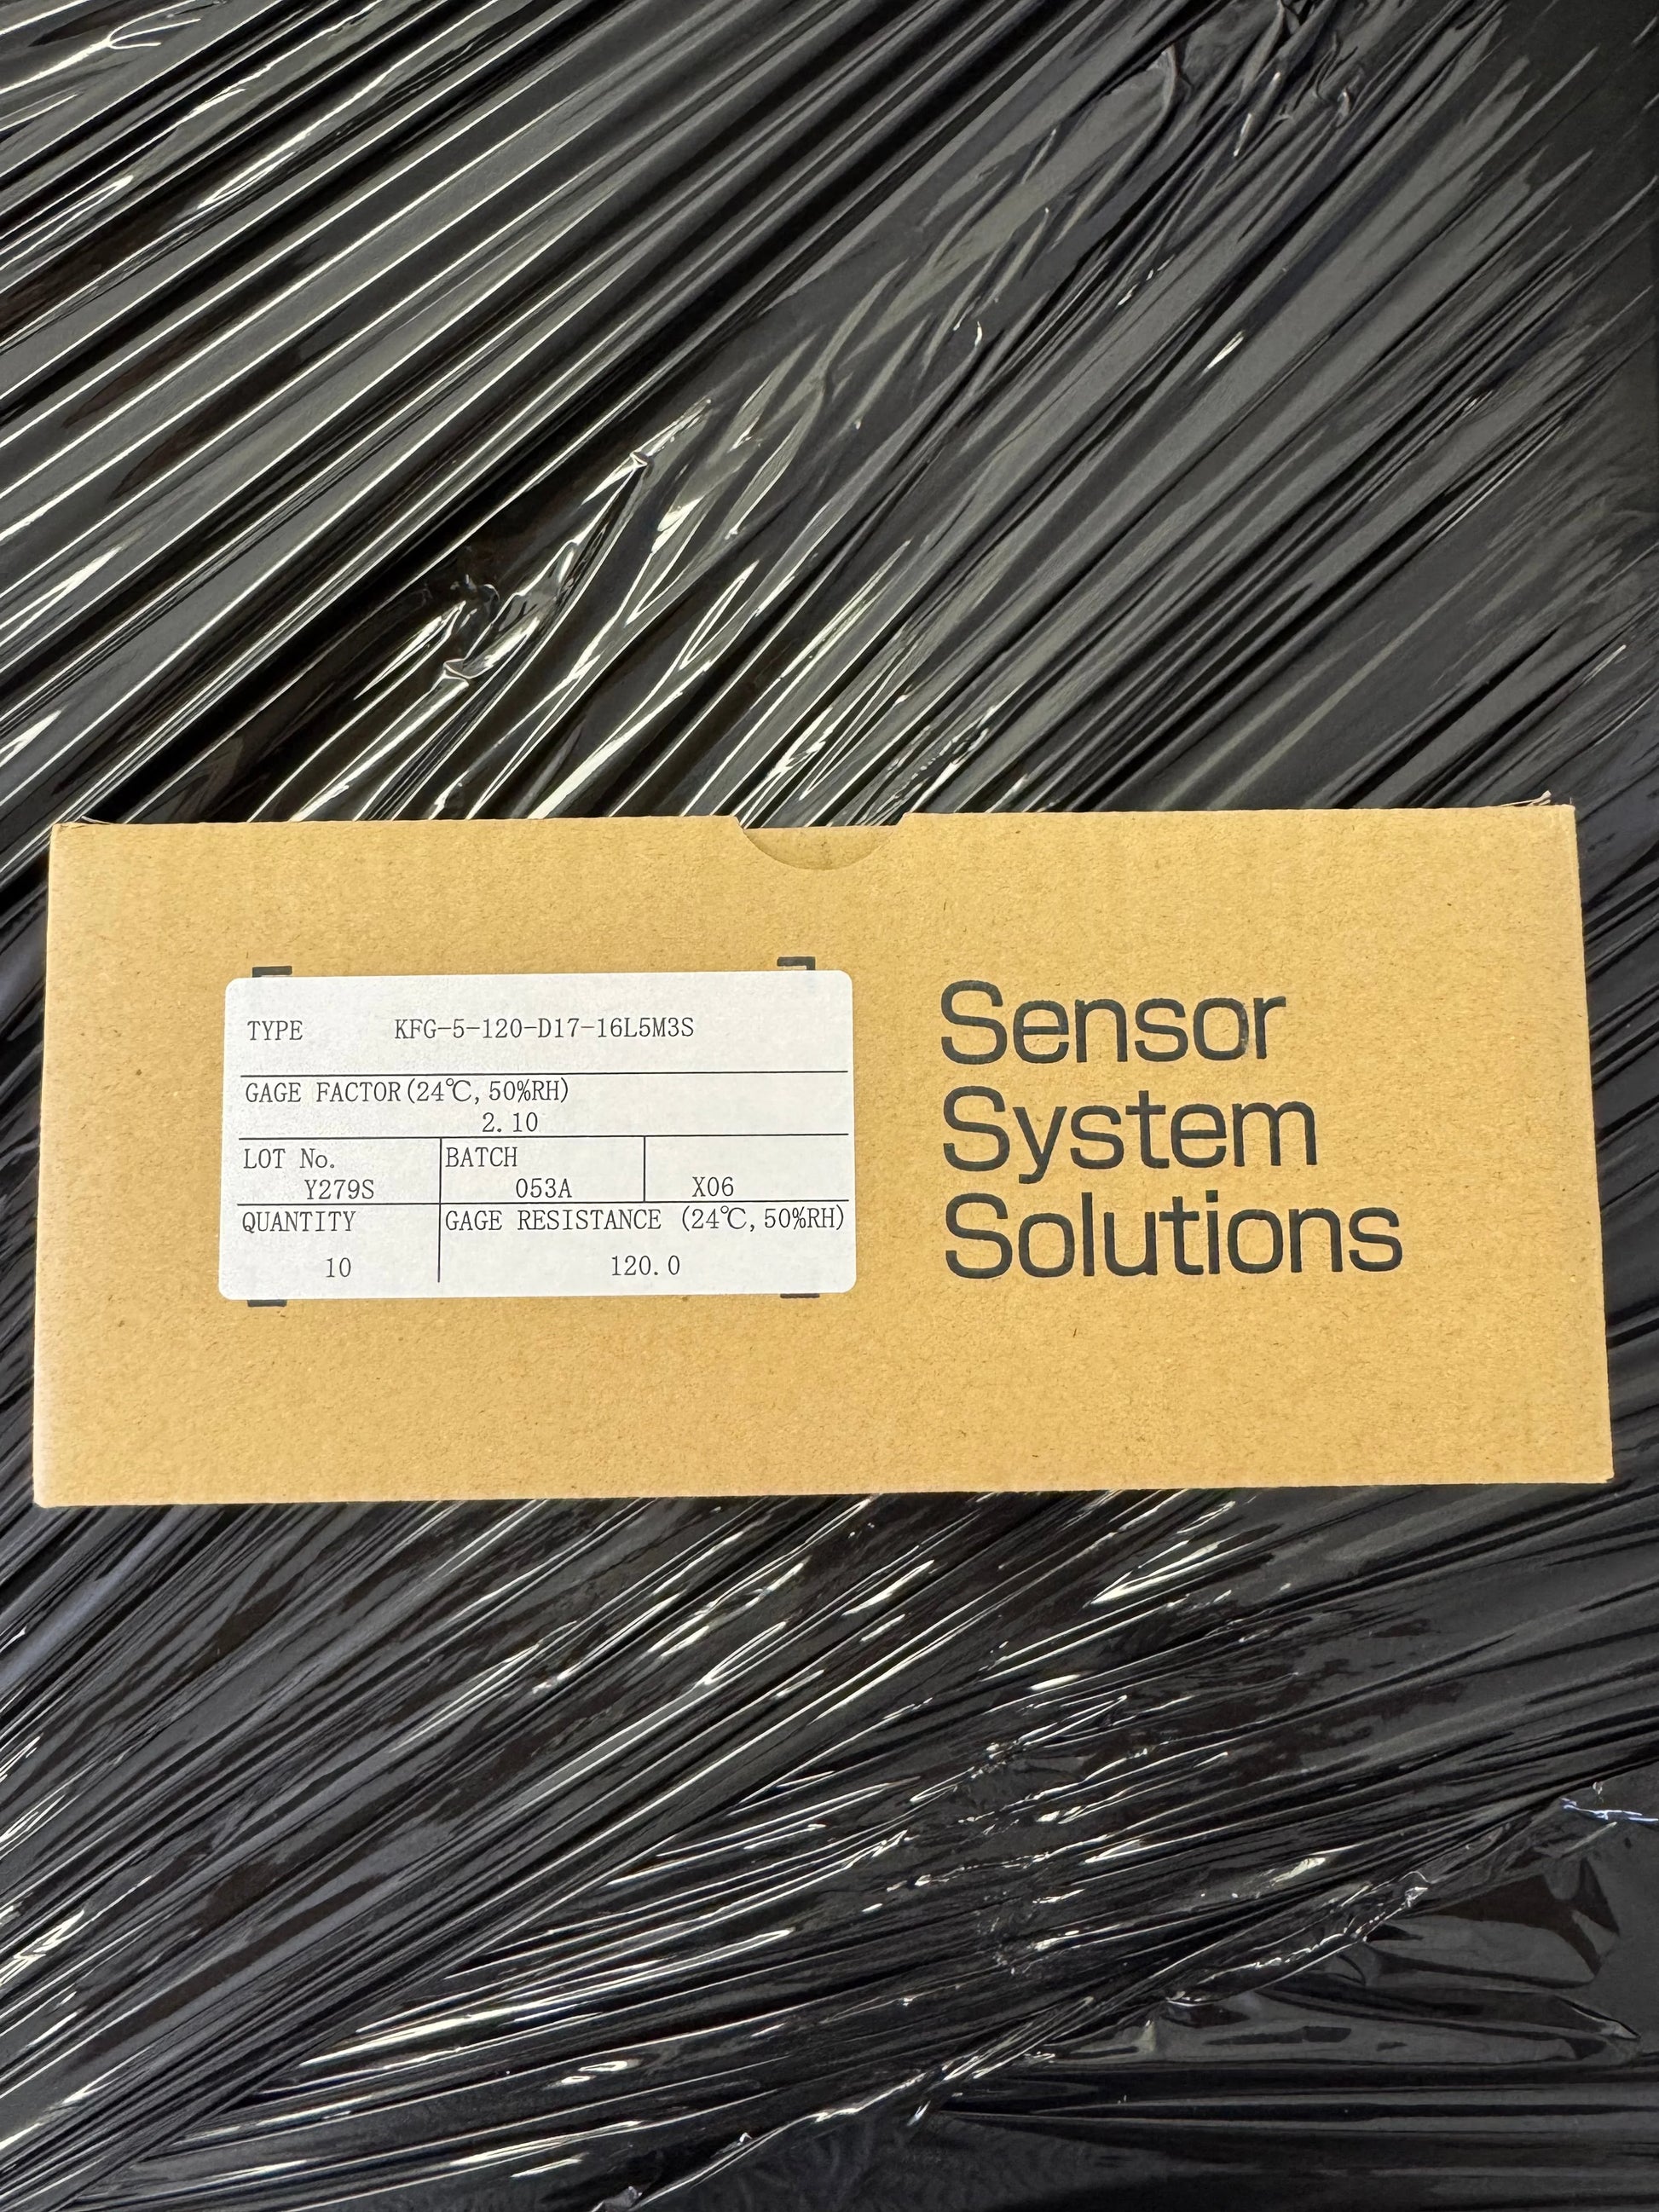 TYPE KFG-5-120-D17-16L5M3S
GAGE FACTOR(24℃, 50%RH)
2.10
LOT No. BATCH
Y279S 053A X06
QUANTITY GAGE RESISTANCE (24℃, 50%RH)
10 120.0
Sensor
System
Solutions